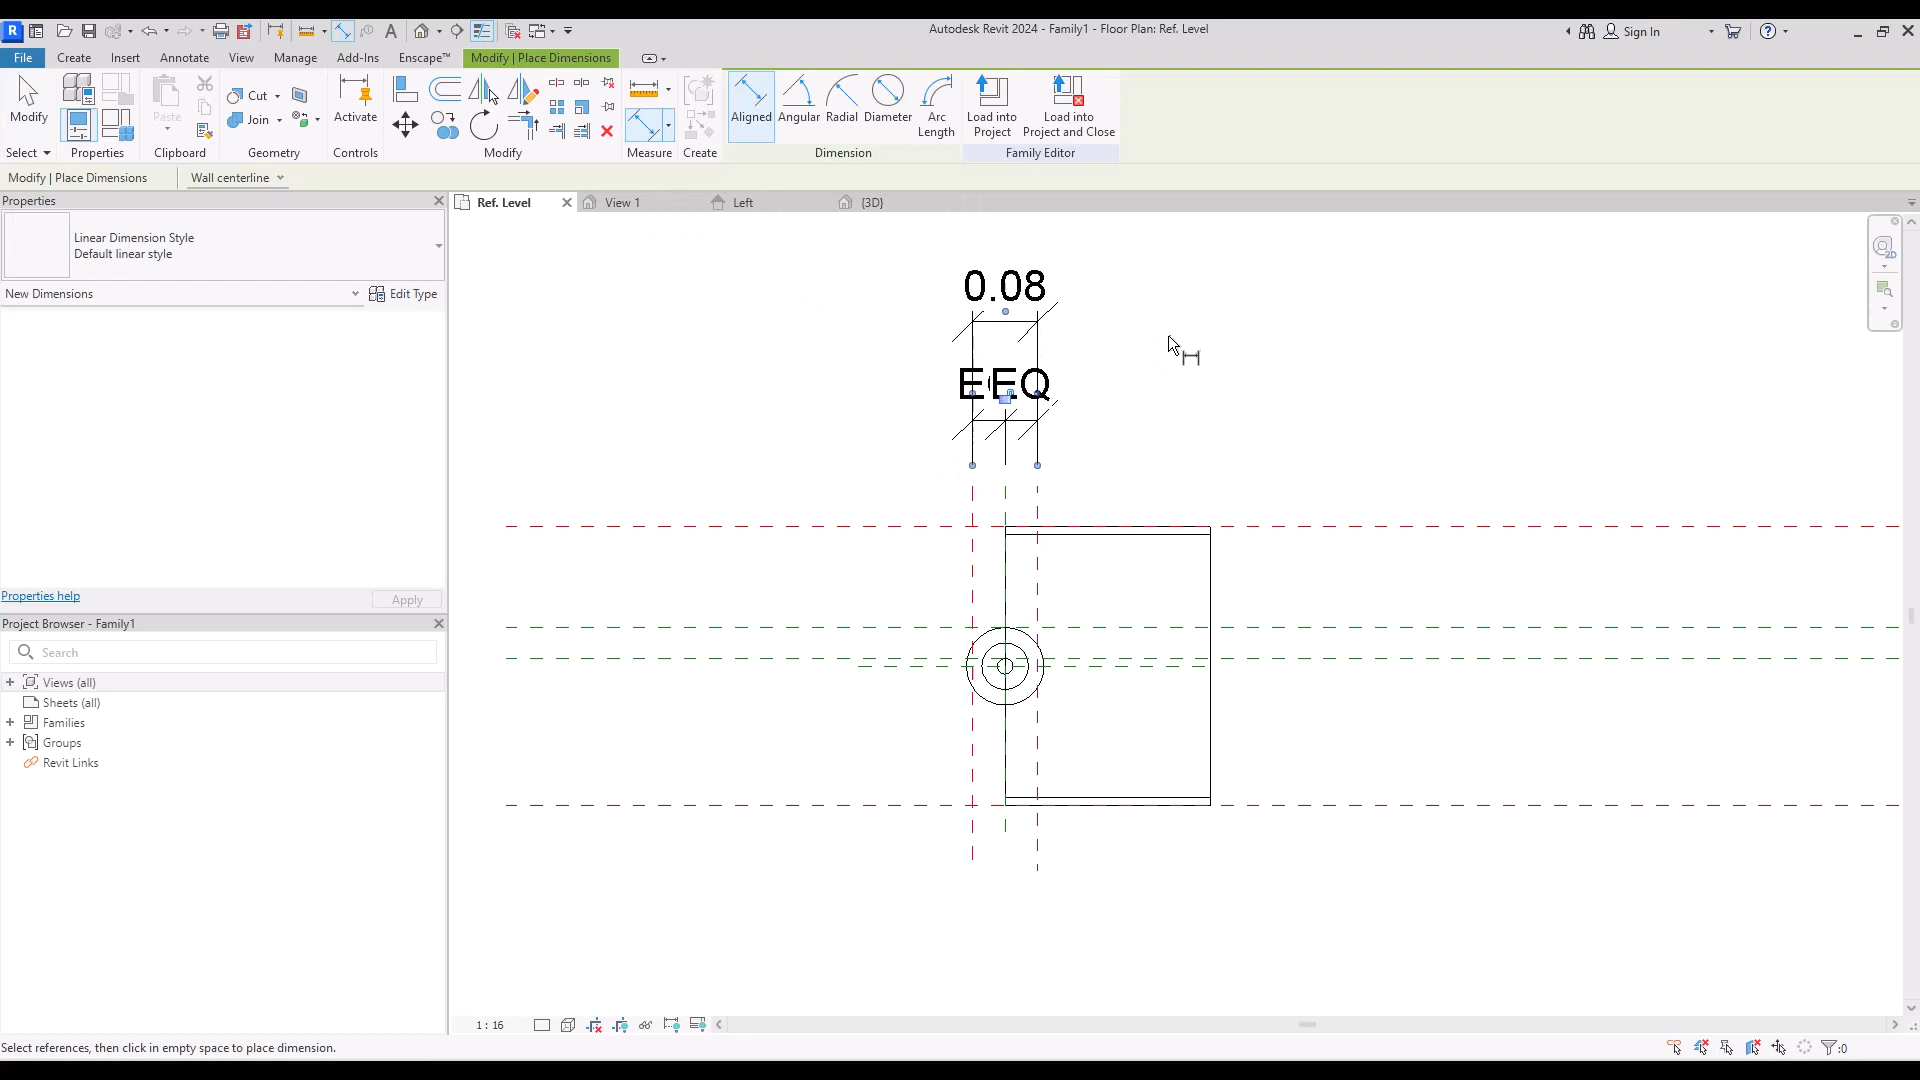 Autodesk Revit 2024 - Family1 - Floor Plan: Ref. Level
Sign In
File Create Insert Annotate View Manage Add-Ins Enscape™ Modify | Place Dimensions
Modify
Paste
Cut
Join
Activate
Aligned Angular Radial Diameter Arc Length
Load into Project
Load into Project and Close
Select Properties Clipboard Geometry Controls Modify Measure Create Dimension Family Editor
Modify | Place Dimensions Wall centerline
Properties
Ref. Level View 1 Left {3D}
Linear Dimension Style
Default linear style
New Dimensions Edit Type
0.08
EEQ
Properties help Apply
Project Browser - Family1
Search
Views (all)
Sheets (all)
Families
Groups
Revit Links
1 : 16
Select references, then click in empty space to place dimension.
:0